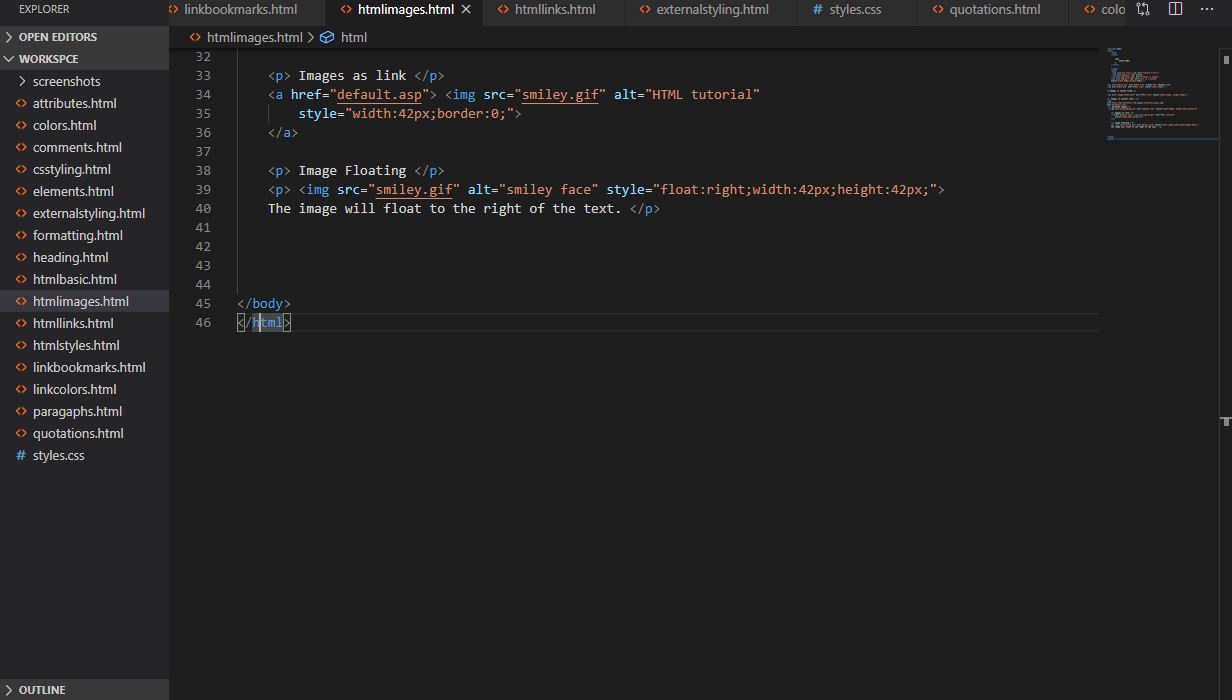 EXPLORER
OPEN EDITORS
WORKSPCE
screenshots
attributes.html
colors.html
comments.html
csstyling.html
elements.html
externalstyling.html
formatting.html
heading.html
htmlbasic.html
htmlimages.html
htmllinks.html
htmlstyles.html
linkbookmarks.html
linkcolors.html
paragaphs.html
quotations.html
# styles.css
OUTLINE
linkbookmarks.html htmlimages.html htmllinks.html externalstyling.html # styles.css quotations.html colo
htmlimages.html > html
32
33 <p> Images as link </p>
34 <a href="default.asp"> <img src="smiley.gif" alt="HTML tutorial"
35 style="width:42px;border:0;">
36 </a>
37
38 <p> Image Floating </p>
39 <p> <img src="smiley.gif" alt="smiley face" style="float:right;width:42px;height:42px;">
40 The image will float to the right of the text. </p>
41
42
43
44
45 </body>
46 </html>